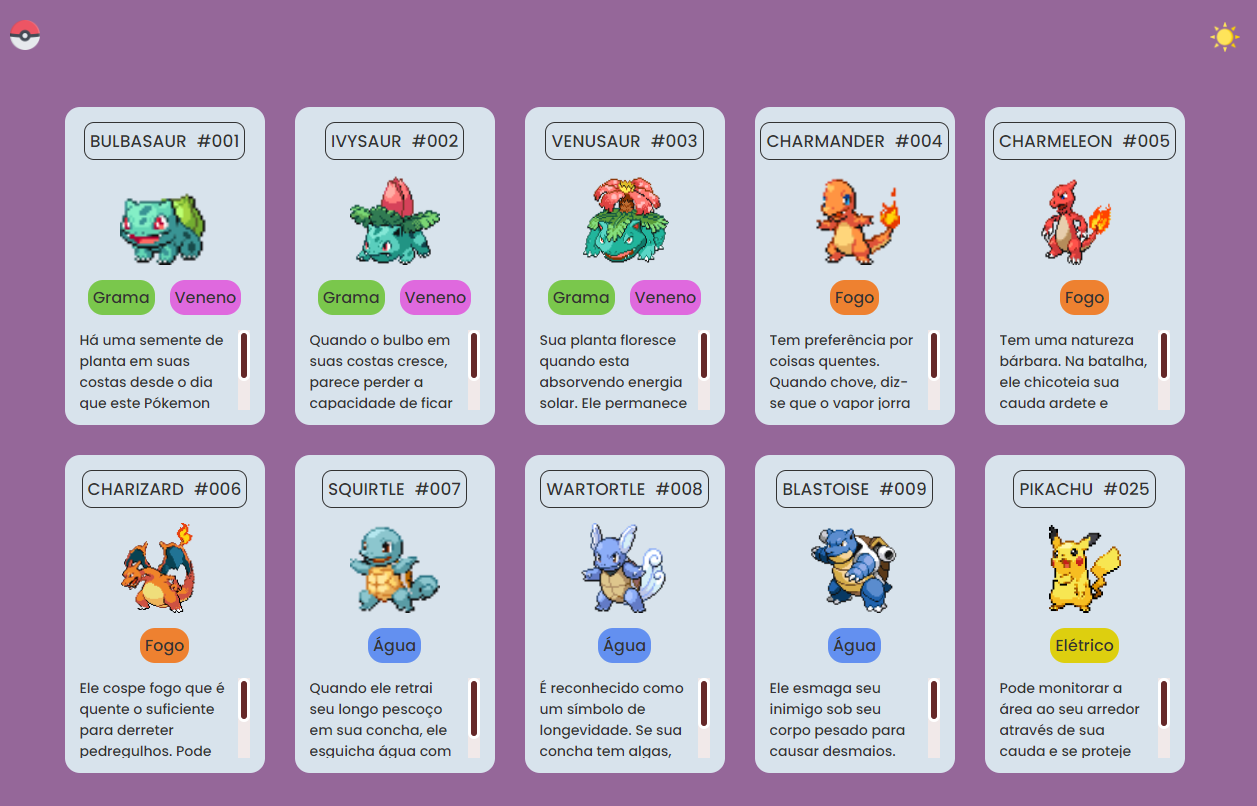 BULBASAUR #001
Grama Veneno
Há uma semente de
planta em suas
costas desde o dia
que este Pókemon
IVYSAUR #002
Grama Veneno
Quando o bulbo em
suas costas cresce,
parece perder a
capacidade de ficar
VENUSAUR #003
Grama Veneno
Sua planta floresce
quando esta
absorvendo energia
solar. Ele permanece
CHARMANDER #004
Fogo
Tem preferência por
coisas quentes.
Quando chove, diz-
se que o vapor jorra
CHARMELEON #005
Fogo
Tem uma natureza
bárbara. Na batalha,
ele chicoteia sua
cauda ardete e
CHARIZARD #006
Fogo
Ele cospe fogo que é
quente o suficiente
para derreter
pedregulhos. Pode
SQUIRTLE #007
Água
Quando ele retrai
seu longo pescoço
em sua concha, ele
esguicha água com
WARTORTLE #008
Água
É reconhecido como
um símbolo de
longevidade. Se sua
concha tem algas,
BLASTOISE #009
Água
Ele esmaga seu
inimigo sob seu
corpo pesado para
causar desmaios.
PIKACHU #025
Elétrico
Pode monitorar a
área ao seu arredor
através de sua
cauda e se proteje